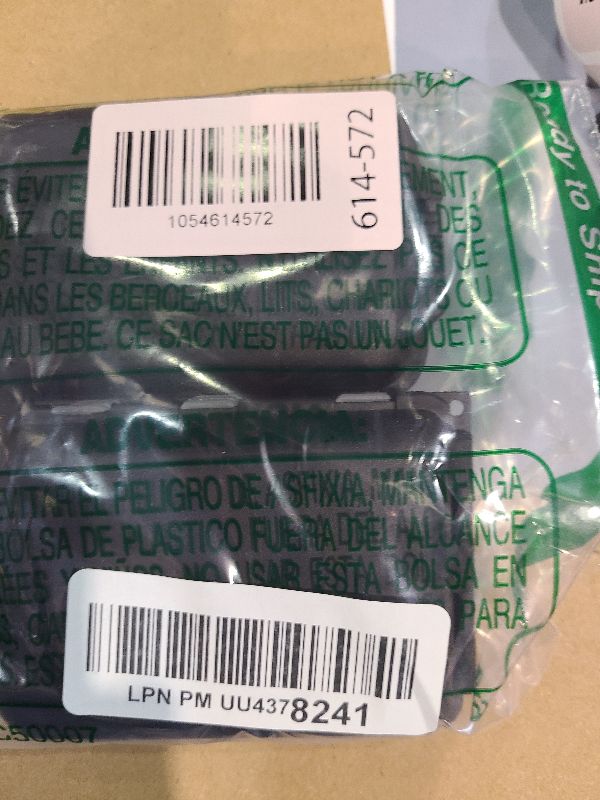 1054614572
614-572
Ready to Ship
DES
ET LES
DANS LES BERCEAUX, LITS, CHARIOTS OU
AU BEBE. CE SAC N'EST PAS UN JOUET.
ADVERTENCIA:
EVITAR EL PELIGRO DE ASFIXIA, MANTENGA
BOLSA DE PLASTICO FUERA DEL ALCANCE
NO USAR ESTA BOLSA EN
PARA
LPN PM UU4378241
50007